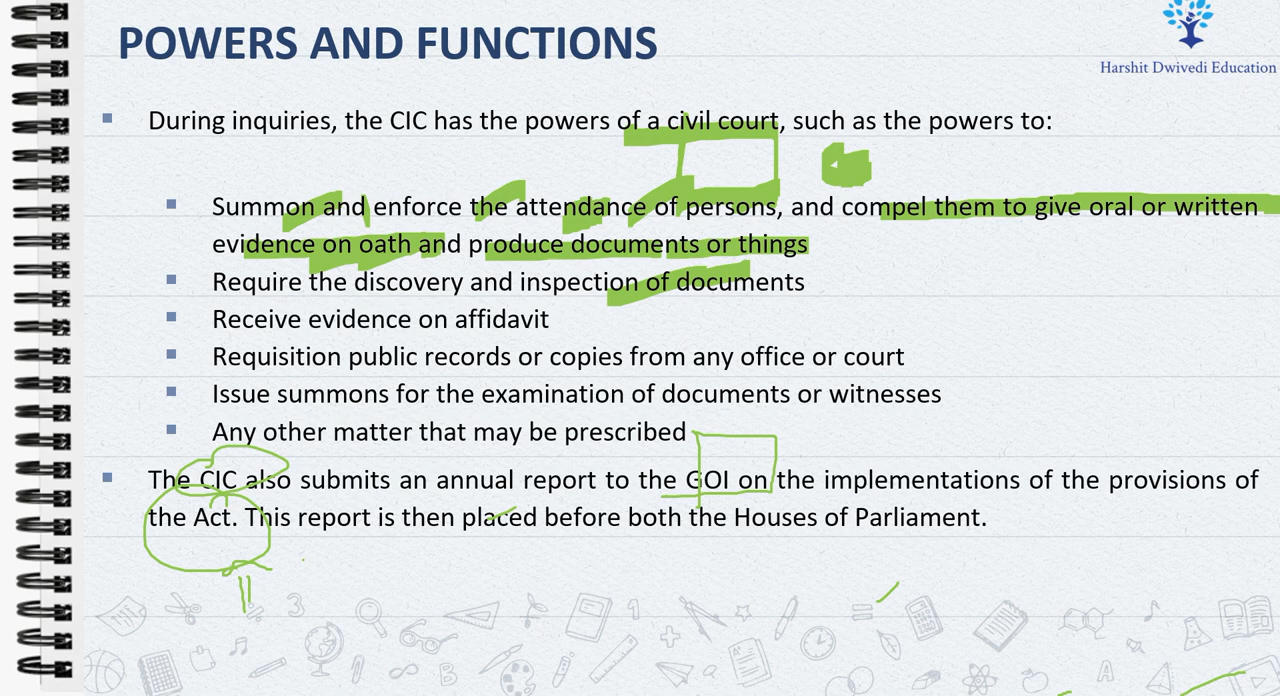 POWERS AND FUNCTIONS
Harshit Dwivedi Education
During inquiries, the CIC has the powers of a civil court, such as the powers to:
Summon and enforce the attendance of persons, and compel them to give oral or written
evidence on oath and produce documents or things
Require the discovery and inspection of documents
Receive evidence on affidavit
Requisition public records or copies from any office or court
Issue summons for the examination of documents or witnesses
Any other matter that may be prescribed
The CIC also submits an annual report to the GOI on the implementations of the provisions of
the Act. This report is then placed before both the Houses of Parliament.